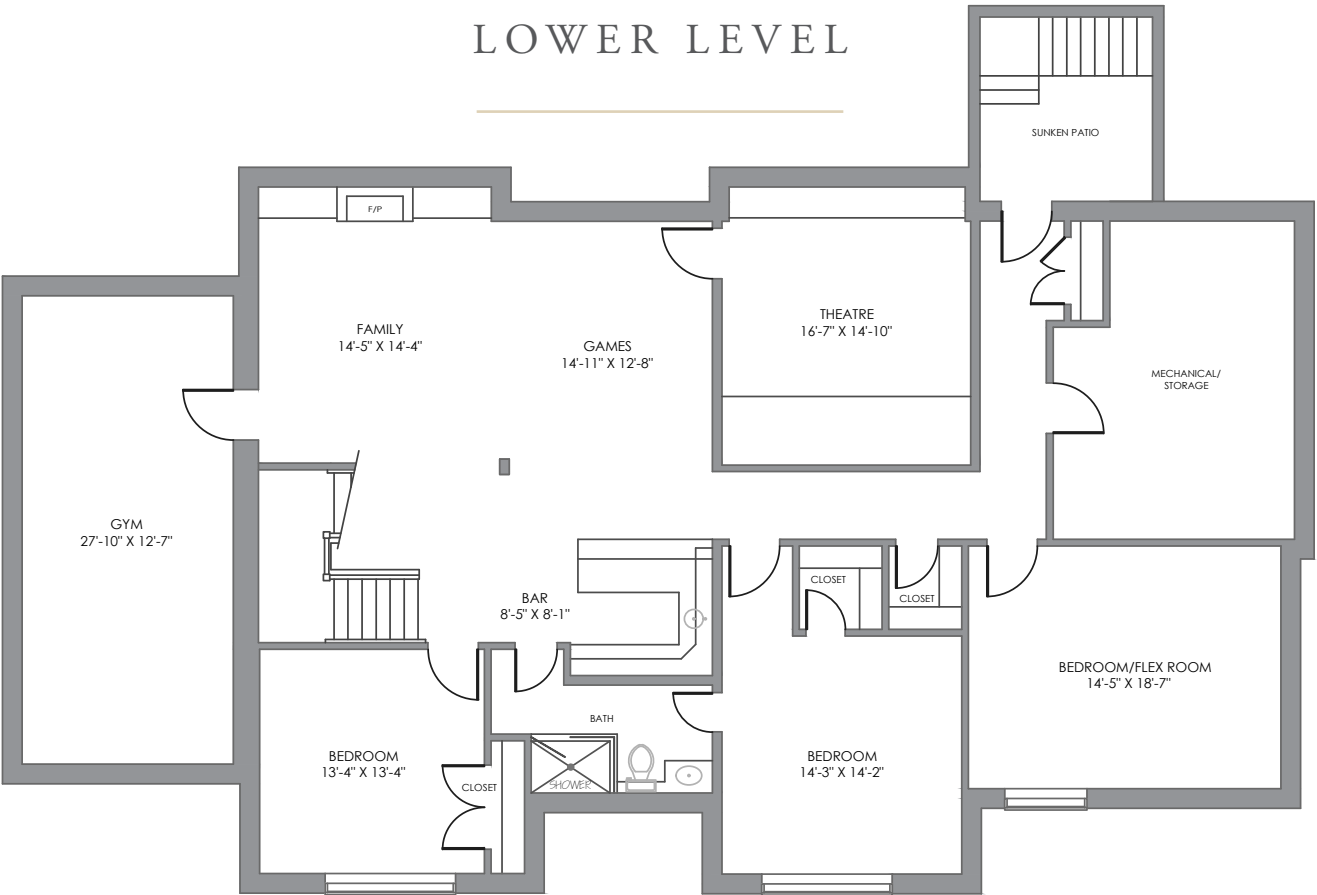 LOWER LEVEL
SUNKEN PATIO
F/P
THEATRE
16'-7" X 14'-10"
FAMILY
14'-5" X 14'-4"
GAMES
14'-11" X 12'-8"
MECHANICAL/
STORAGE
GYM
27'-10" X 12'-7"
CLOSET
CLOSET
BAR
8'-5" X 8'-1"
BEDROOM/FLEX ROOM
14'-5" X 18'-7"
BATH
BEDROOM
13'-4" X 13'-4"
BEDROOM
14'-3" X 14'-2"
CLOSET
SHOWER